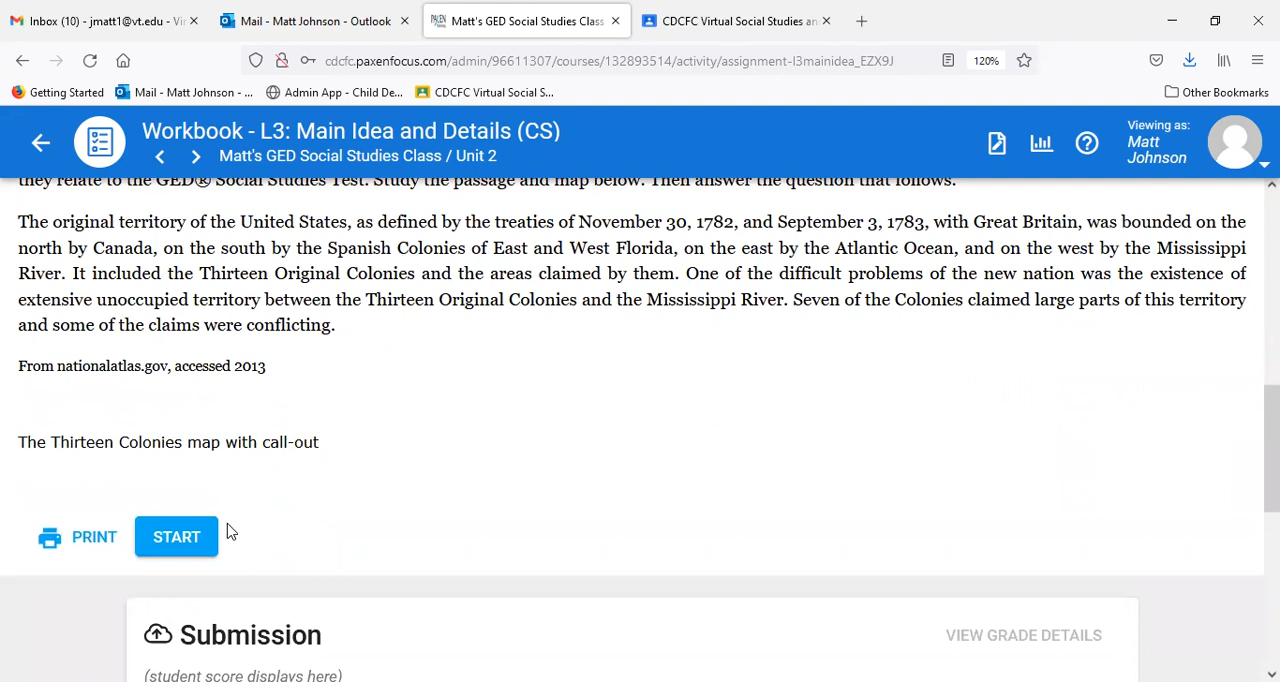 Inbox (10) - jmatt1@vt.edu - Vir
Mail - Matt Johnson - Outlook
PAXEN
Matt's GED Social Studies Class
CDCFC Virtual Social Studies an
cdcfc.paxenfocus.com/admin/96611307/courses/132893514/activity/assignment-l3mainidea_EZX9J
120%
Getting Started
Mail - Matt Johnson - ...
Admin App - Child De...
CDCFC Virtual Social S...
Other Bookmarks
Workbook - L3: Main Idea and Details (CS)
Matt's GED Social Studies Class / Unit 2
Viewing as:
Matt
Johnson
they relate to the GED® Social Studies Test. Study the passage and map below. Then answer the question that follows.
The original territory of the United States, as defined by the treaties of November 30, 1782, and September 3, 1783, with Great Britain, was bounded on the
north by Canada, on the south by the Spanish Colonies of East and West Florida, on the east by the Atlantic Ocean, and on the west by the Mississippi
River. It included the Thirteen Original Colonies and the areas claimed by them. One of the difficult problems of the new nation was the existence of
extensive unoccupied territory between the Thirteen Original Colonies and the Mississippi River. Seven of the Colonies claimed large parts of this territory
and some of the claims were conflicting.
From nationalatlas.gov, accessed 2013
The Thirteen Colonies map with call-out
PRINT
START
Submission
VIEW GRADE DETAILS
(student score displays here)